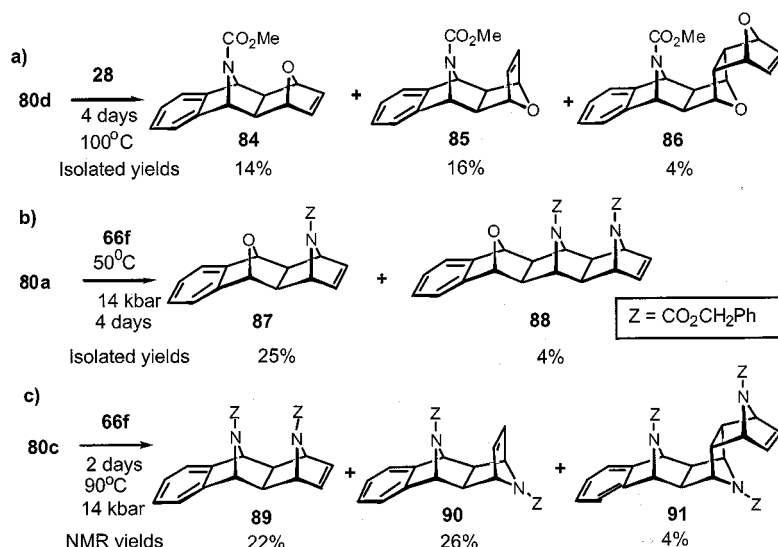 a)
CO₂Me
N
O
CO₂Me
N
O
CO₂Me
N
O
O
80d
28
4 days
100°C
+
+
84
85
86
Isolated yields
14%
16%
4%
b)
80a
66f
50⁰C
14 kbar
4 days
O
Z
N
+
O
Z
N
Z
N
87
88
Z = CO₂CH₂Ph
Isolated yields
25%
4%
c)
80c
66f
2 days
90⁰C
14 kbar
Z
N
Z
N
+
Z
N
N
Z
+
Z
N
Z
N
N
Z
89
90
91
NMR yields
22%
26%
4%